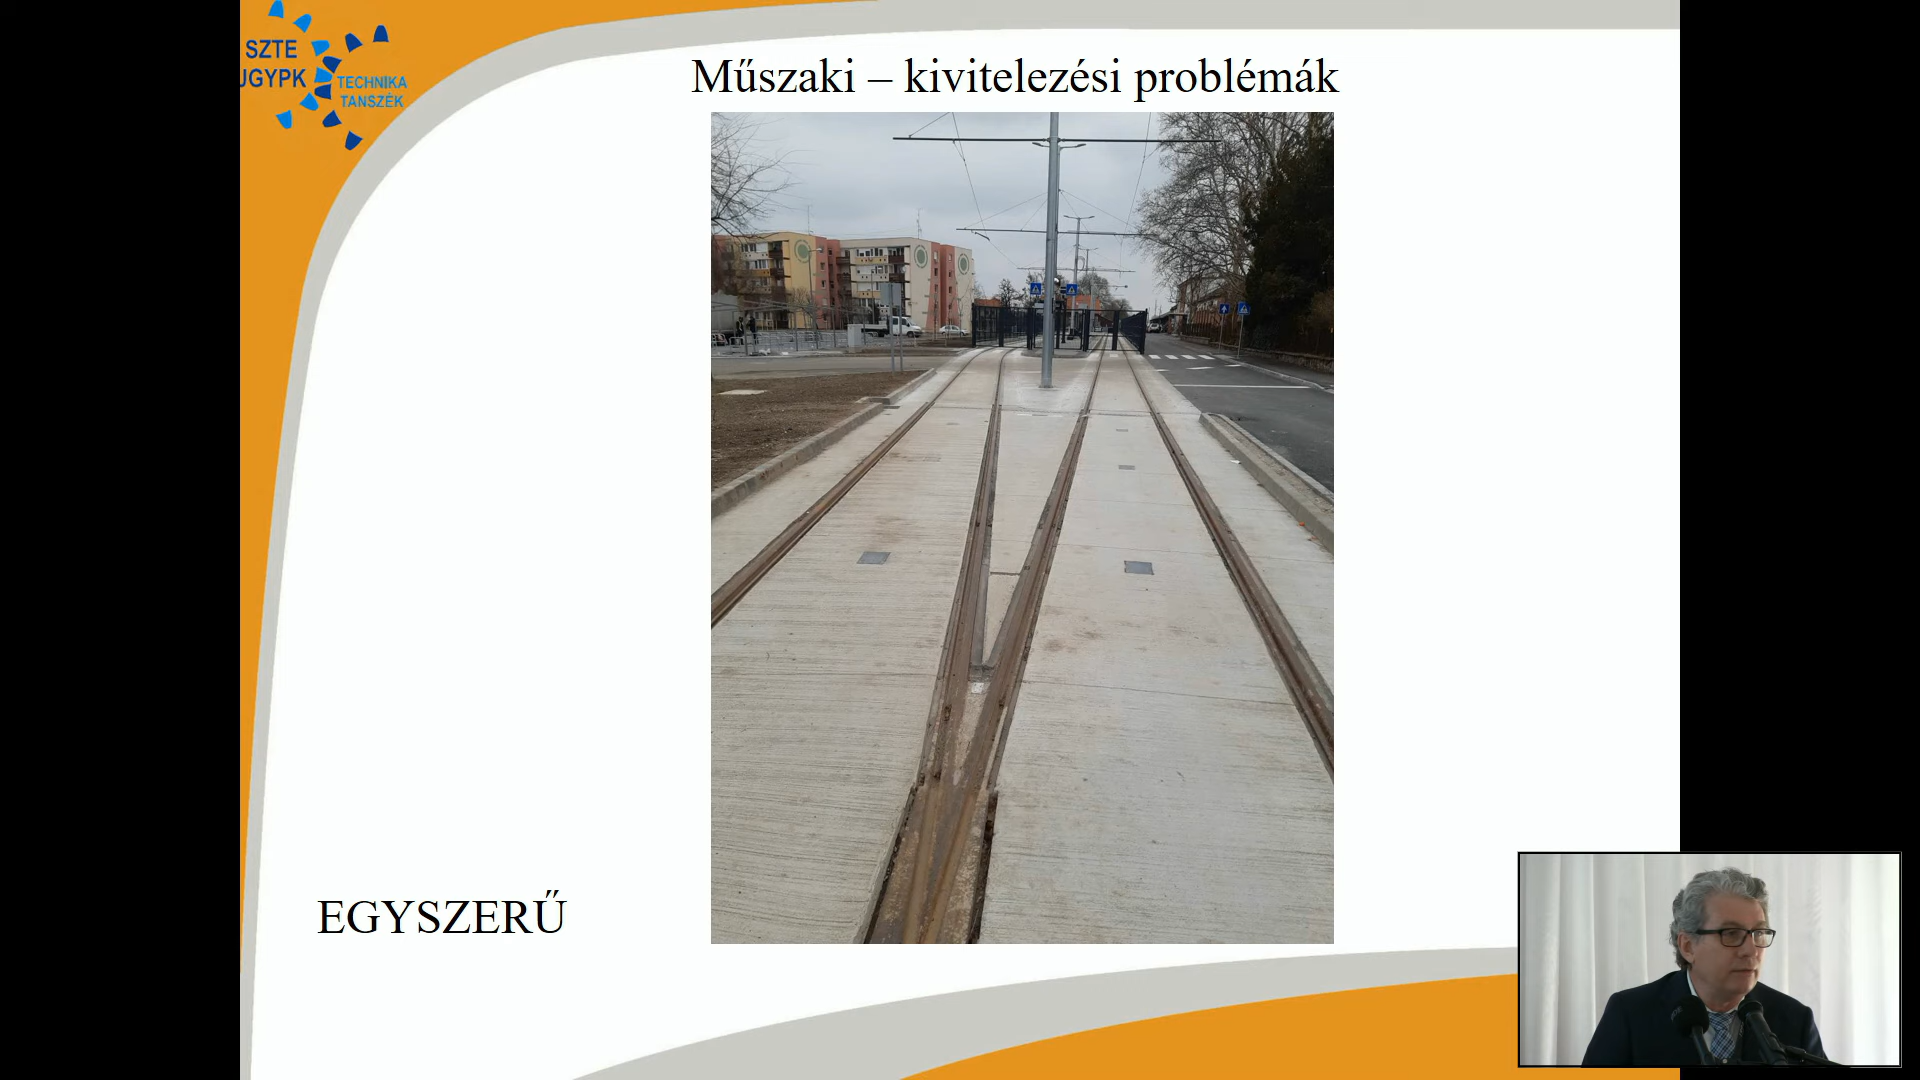 SZTE
JGYPK
TECHNIKA
TANSZÉK
Műszaki – kivitelezési problémák
EGYSZERŰ